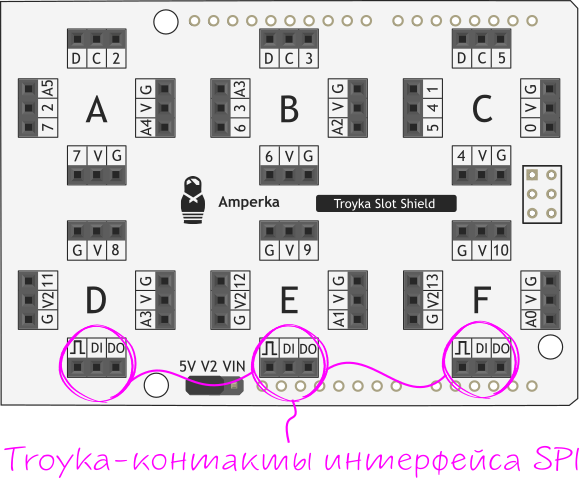 D C 2 D C 3 D C 5
A5 2 7 A G V A4 A3 3 6 B G V A2 1 4 5 C G V 0
7 V G 6 V G 4 V G
Amperka Troyka Slot Shield
G V 8 G V 9 G V 10
11 V2 G D G V A3 12 V2 G E G V A1 13 V2 G F G V A0
DI DO DI DO DI DO
5V V2 VIN
Troyka-контакты интерфейса SPI